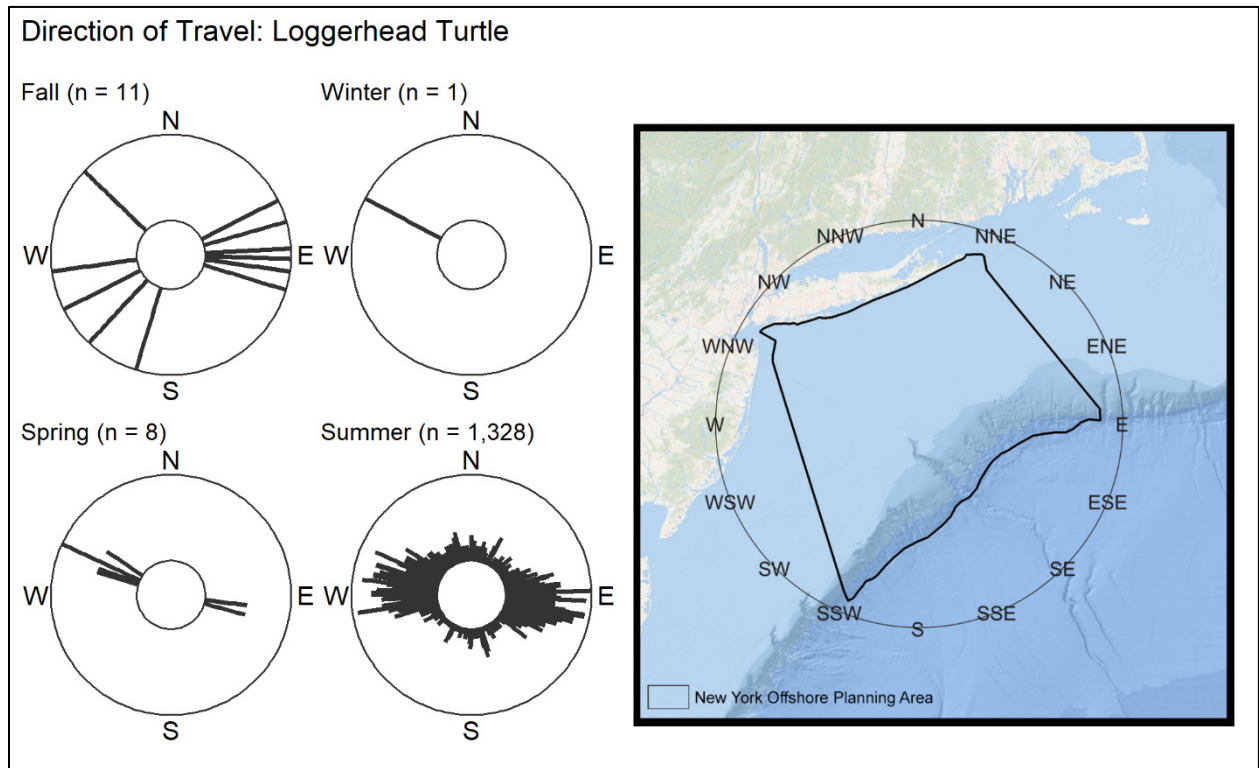 Direction of Travel: Loggerhead Turtle
Fall (n = 11)
N
W
E
S
Winter (n = 1)
N
W
E
S
Spring (n = 8)
N
W
E
S
Summer (n = 1,328)
N
W
E
S
N
NNW
NNE
NW
NE
WNW
ENE
W
E
WSW
ESE
SW
SE
SSW
SSE
S
New York Offshore Planning Area